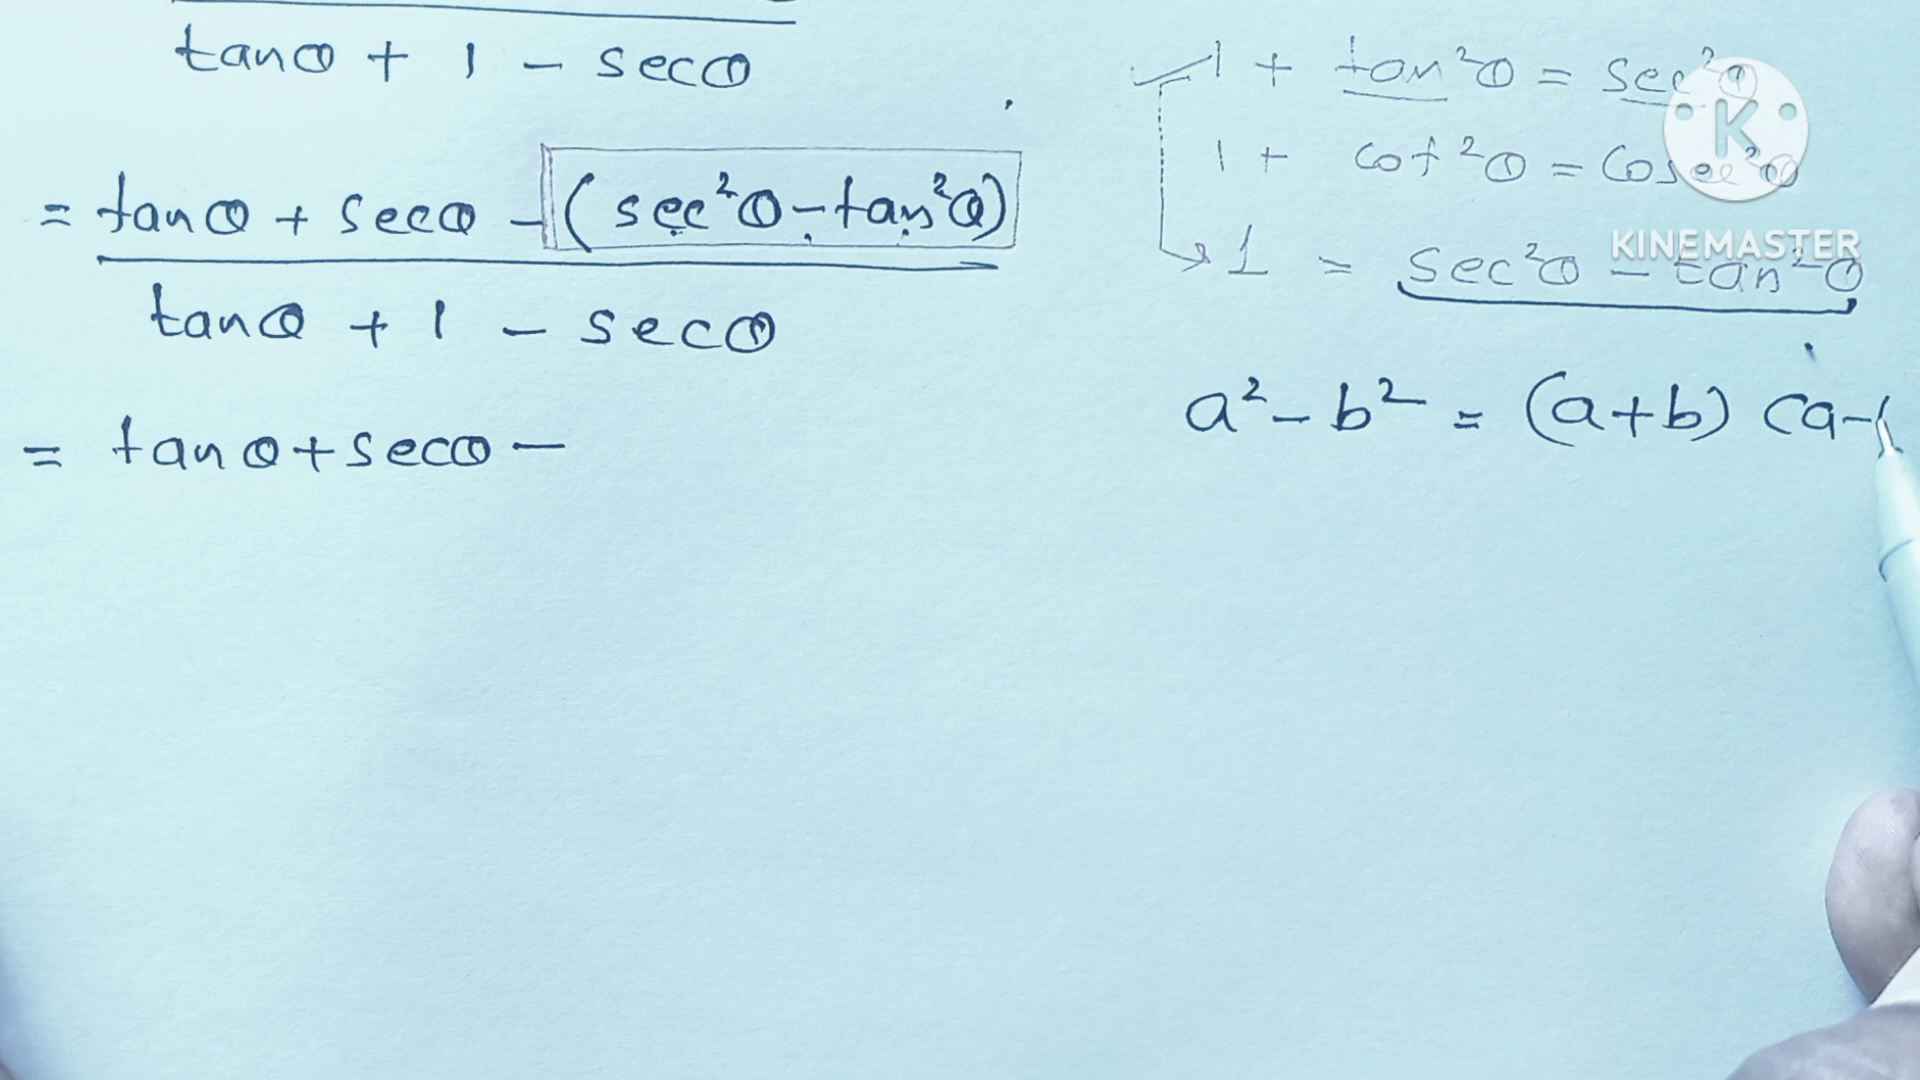 tanθ + 1 - secθ
= tanθ + secθ - (sec²θ - tan²θ)
tanθ + 1 - secθ
= tanθ + secθ -
1 + tan²θ = sec²θ
1 + cot²θ = cosec²θ
1 = sec²θ - tan²θ
a² - b² = (a+b) (a-
K
KINEMASTER